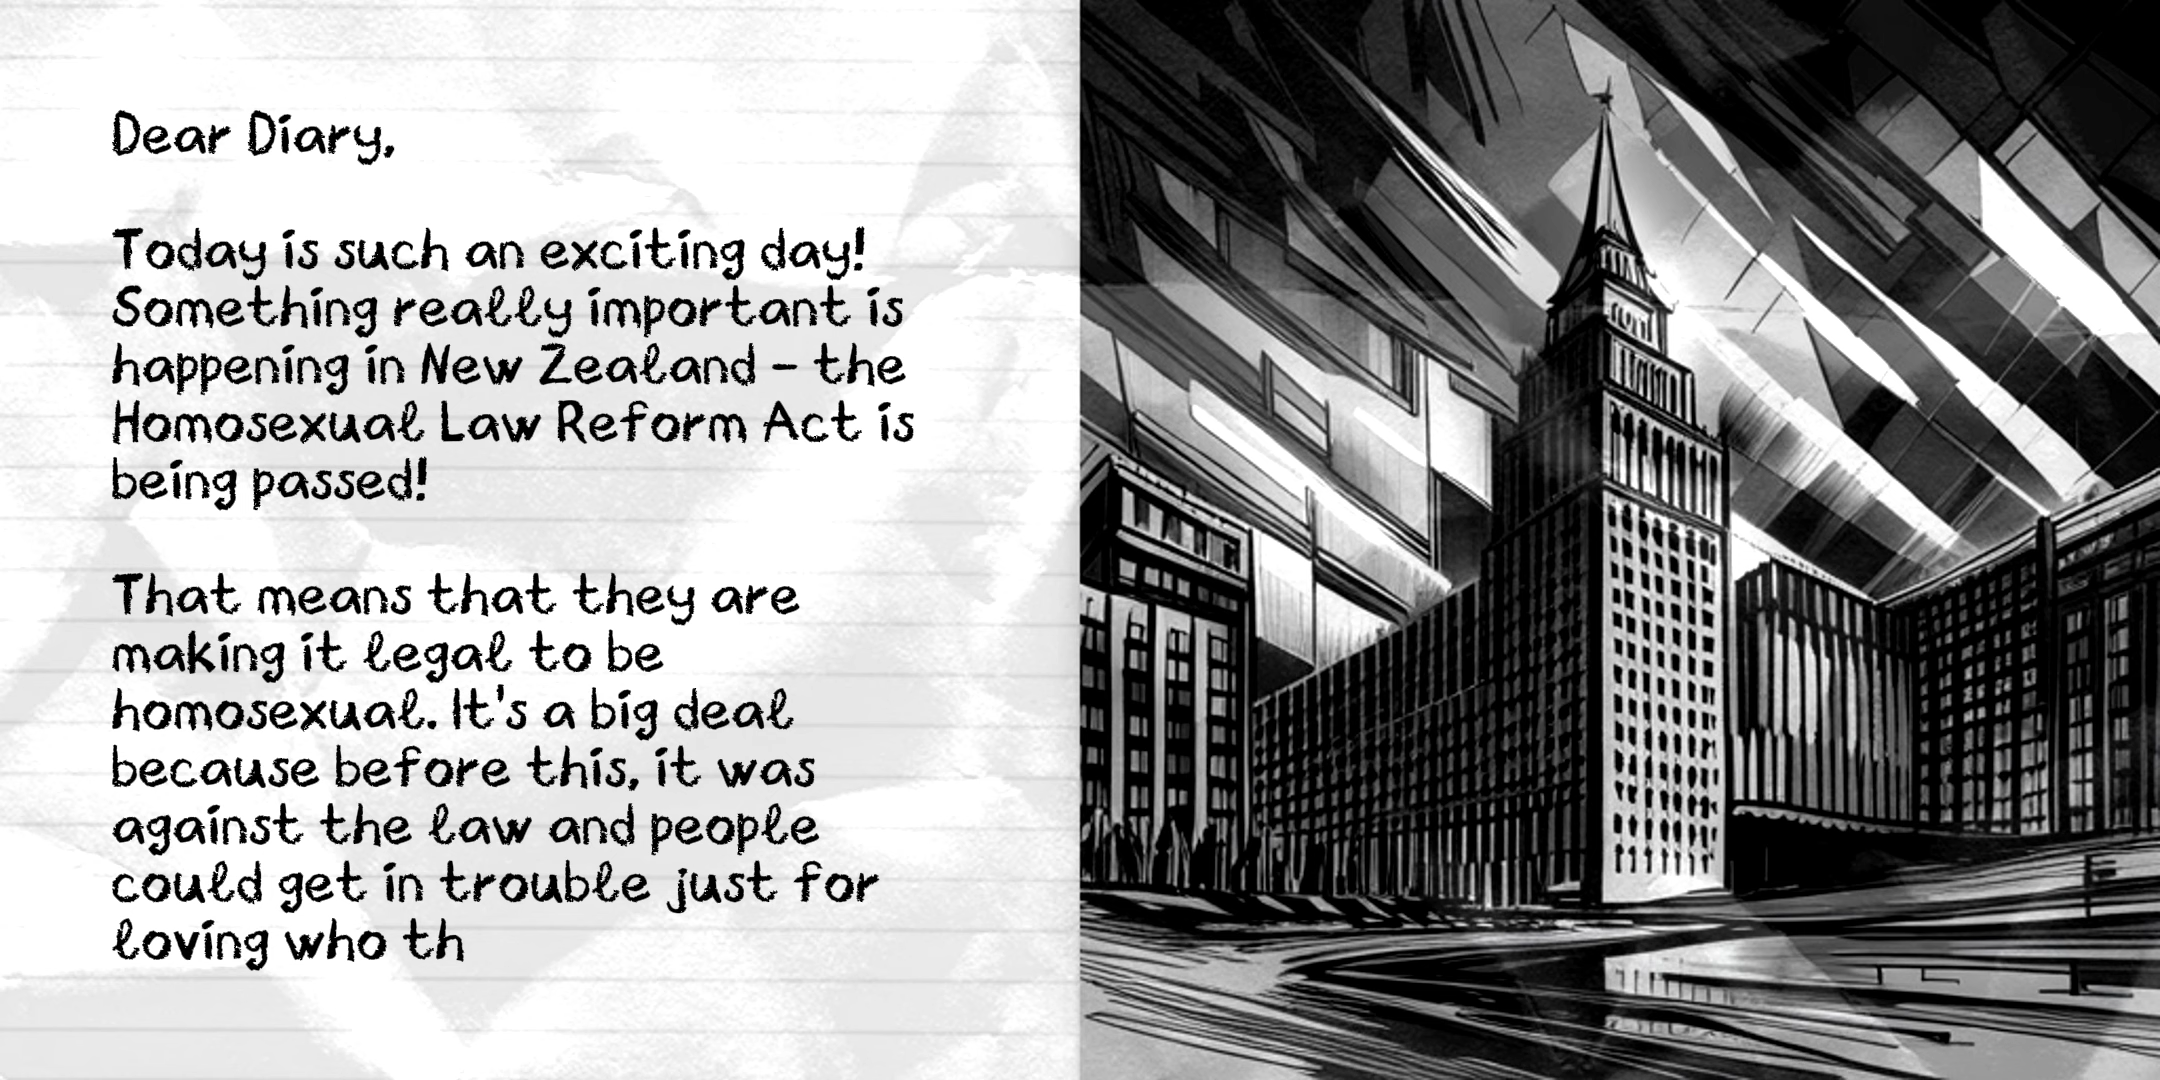 Dear Diary,
Today is such an exciting day!
Something really important is
happening in New Zealand - the
Homosexual Law Reform Act is
being passed!
That means that they are
making it legal to be
homosexual. It's a big deal
because before this, it was
against the law and people
could get in trouble just for
loving who th